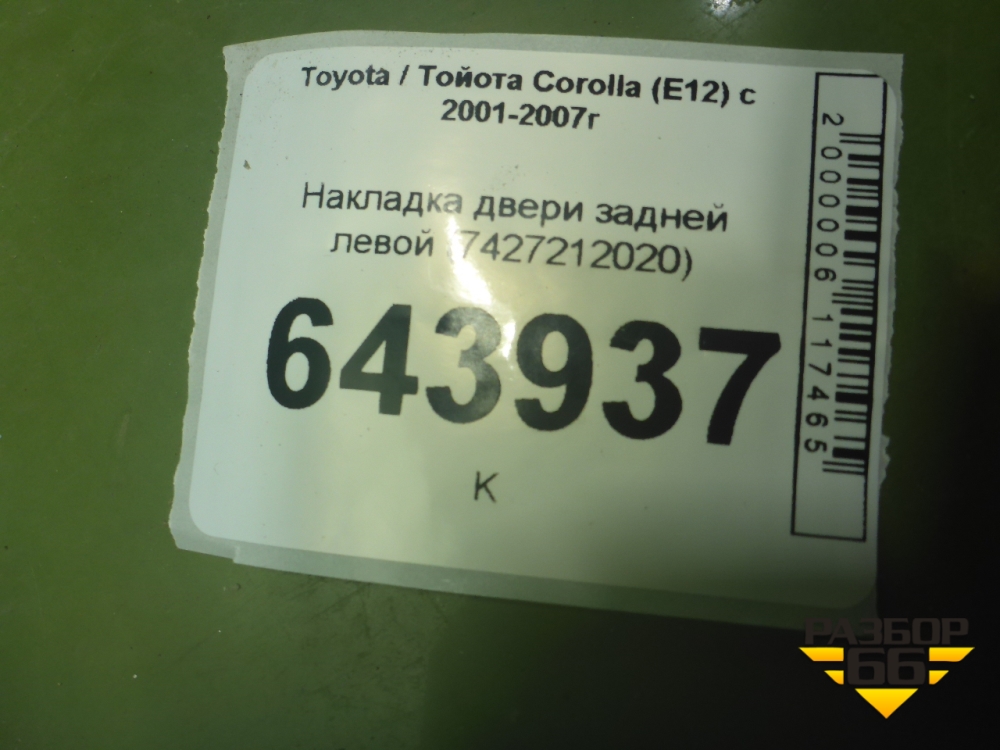 Toyota / Тойота Corolla (E12) с
2001-2007г
Накладка двери задней
левой (7427212020)
643937
К
2000006117465
РАЗБОР
66